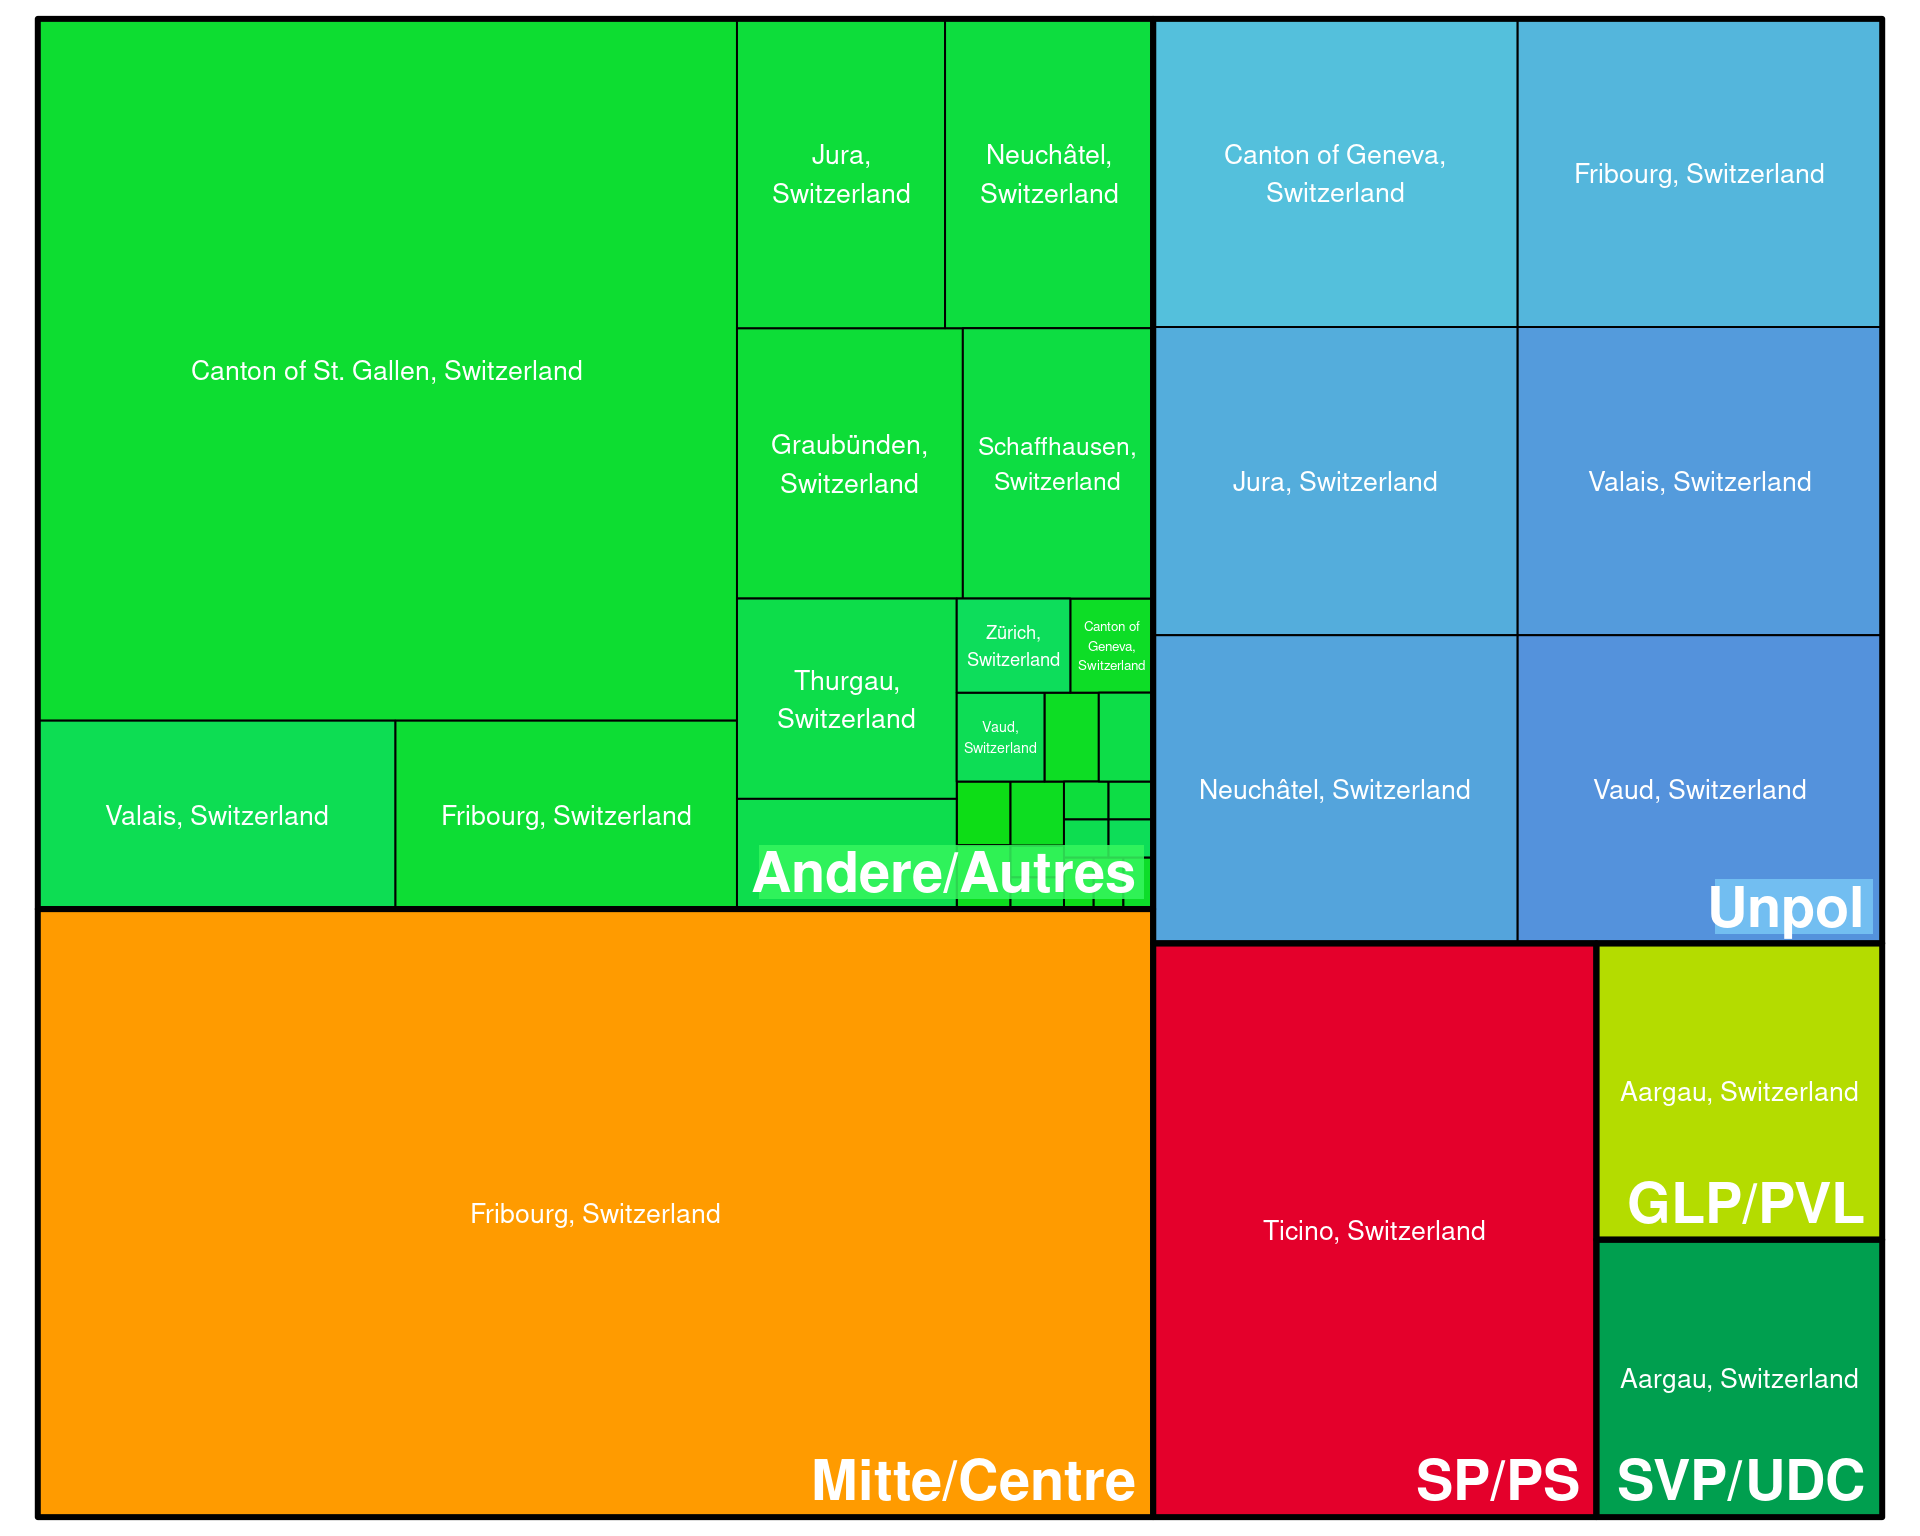 Canton of St. Gallen, Switzerland
Valais, Switzerland
Fribourg, Switzerland
Jura,
Switzerland
Neuchâtel,
Switzerland
Graubünden,
Switzerland
Schaffhausen,
Switzerland
Thurgau,
Switzerland
Zürich,
Switzerland
Canton of
Geneva,
Switzerland
Vaud,
Switzerland
Andere/Autres
Canton of Geneva,
Switzerland
Fribourg, Switzerland
Jura, Switzerland
Valais, Switzerland
Neuchâtel, Switzerland
Vaud, Switzerland
Unpol
Fribourg, Switzerland
Mitte/Centre
Ticino, Switzerland
SP/PS
Aargau, Switzerland
GLP/PVL
Aargau, Switzerland
SVP/UDC